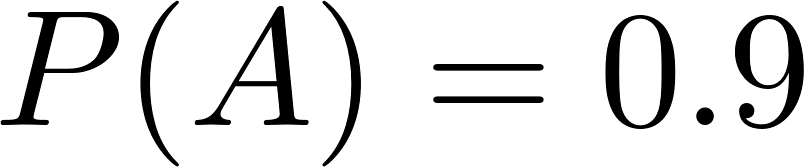 P(A) = 0.9